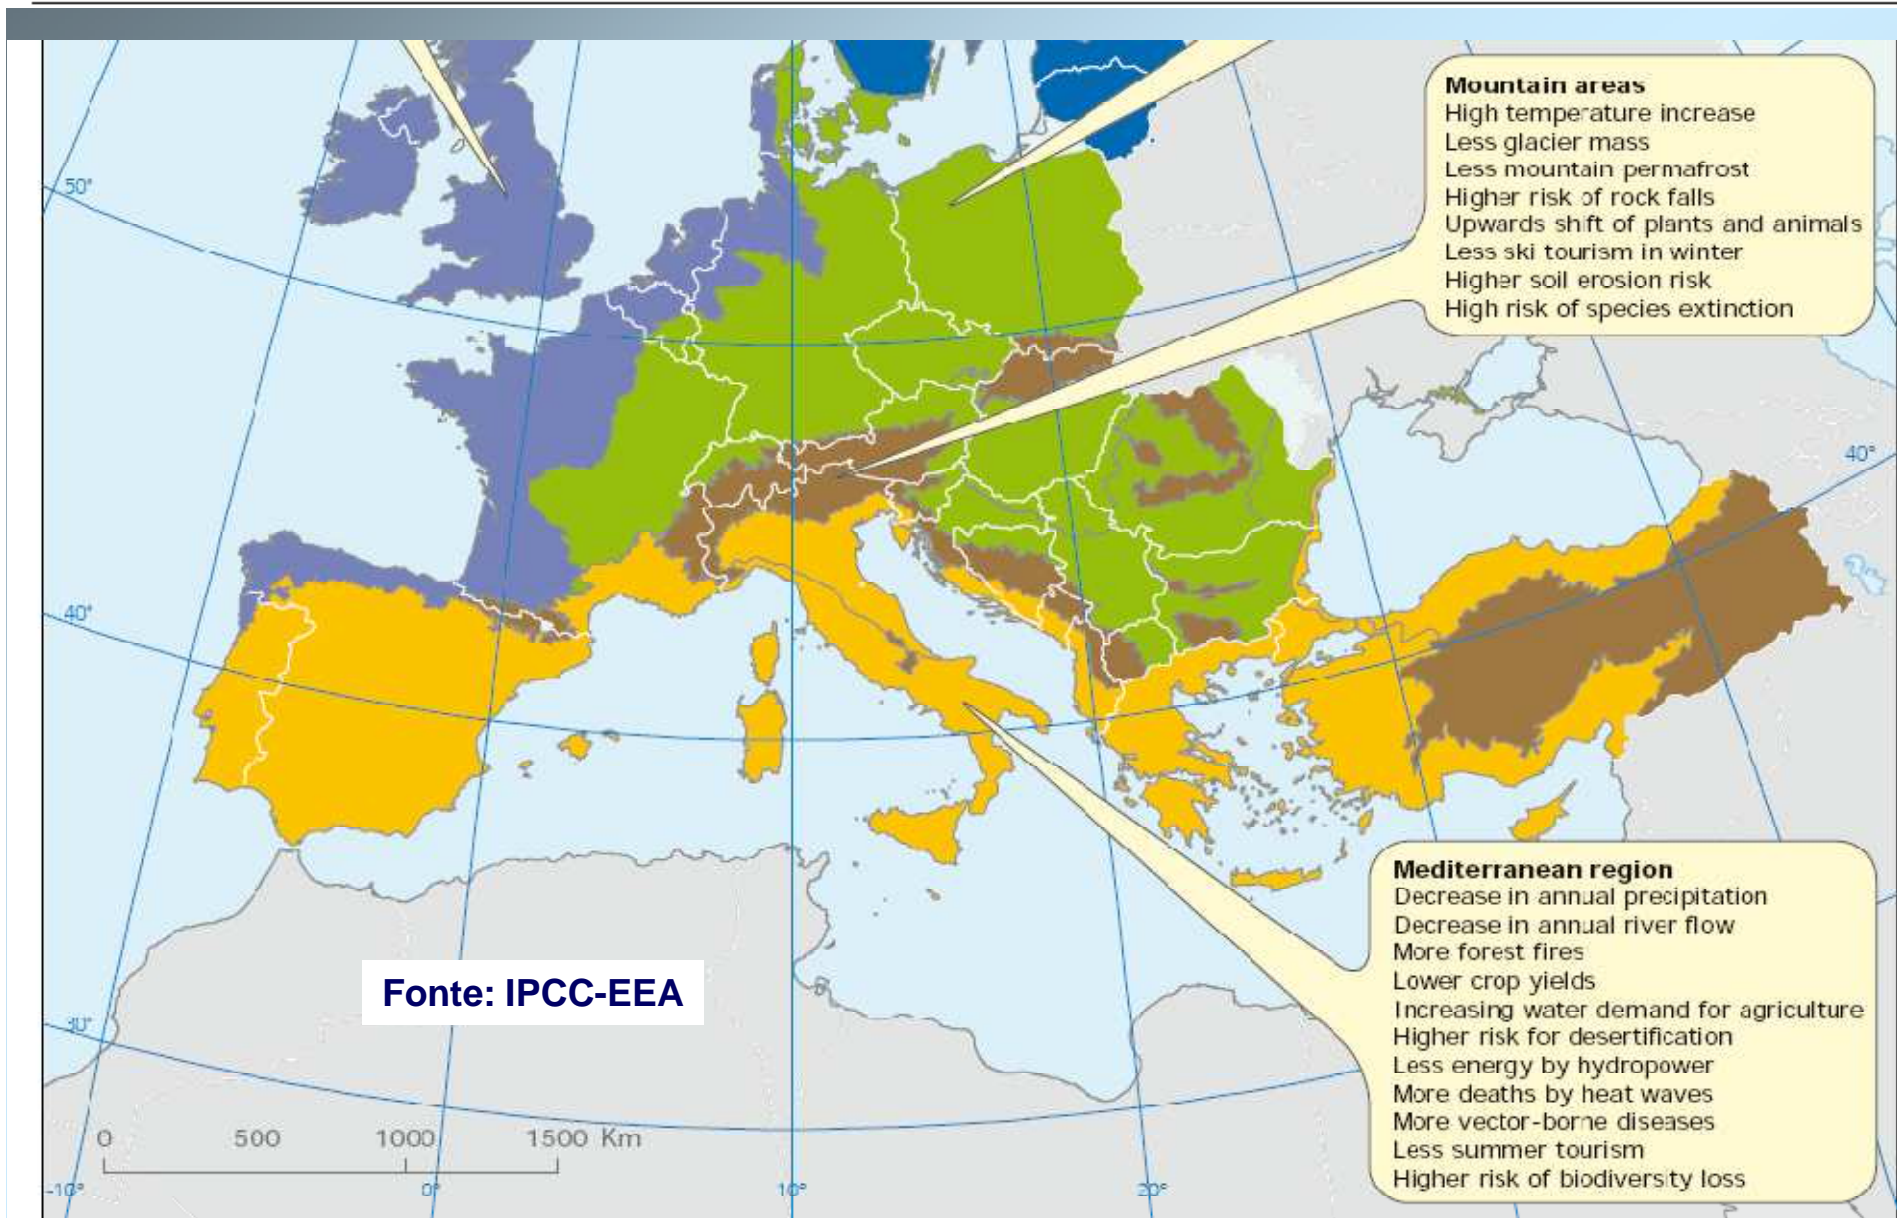 Mountain areas
High temperature increase
Less glacier mass
Less mountain permafrost
Higher risk of rock falls
Upwards shift of plants and animals
Less ski tourism in winter
Higher soil erosion risk
High risk of species extinction
50°
40°
40°
Mediterranean region
Decrease in annual precipitation
Decrease in annual river flow
More forest fires
Lower crop yields
Increasing water demand for agriculture
Higher risk for desertification
Less energy by hydropower
More deaths by heat waves
More vector-borne diseases
Less summer tourism
Higher risk of biodiversity loss
Fonte: IPCC-EEA
30°
0 500 1000 1500 Km
-10° 0° 10° 20°